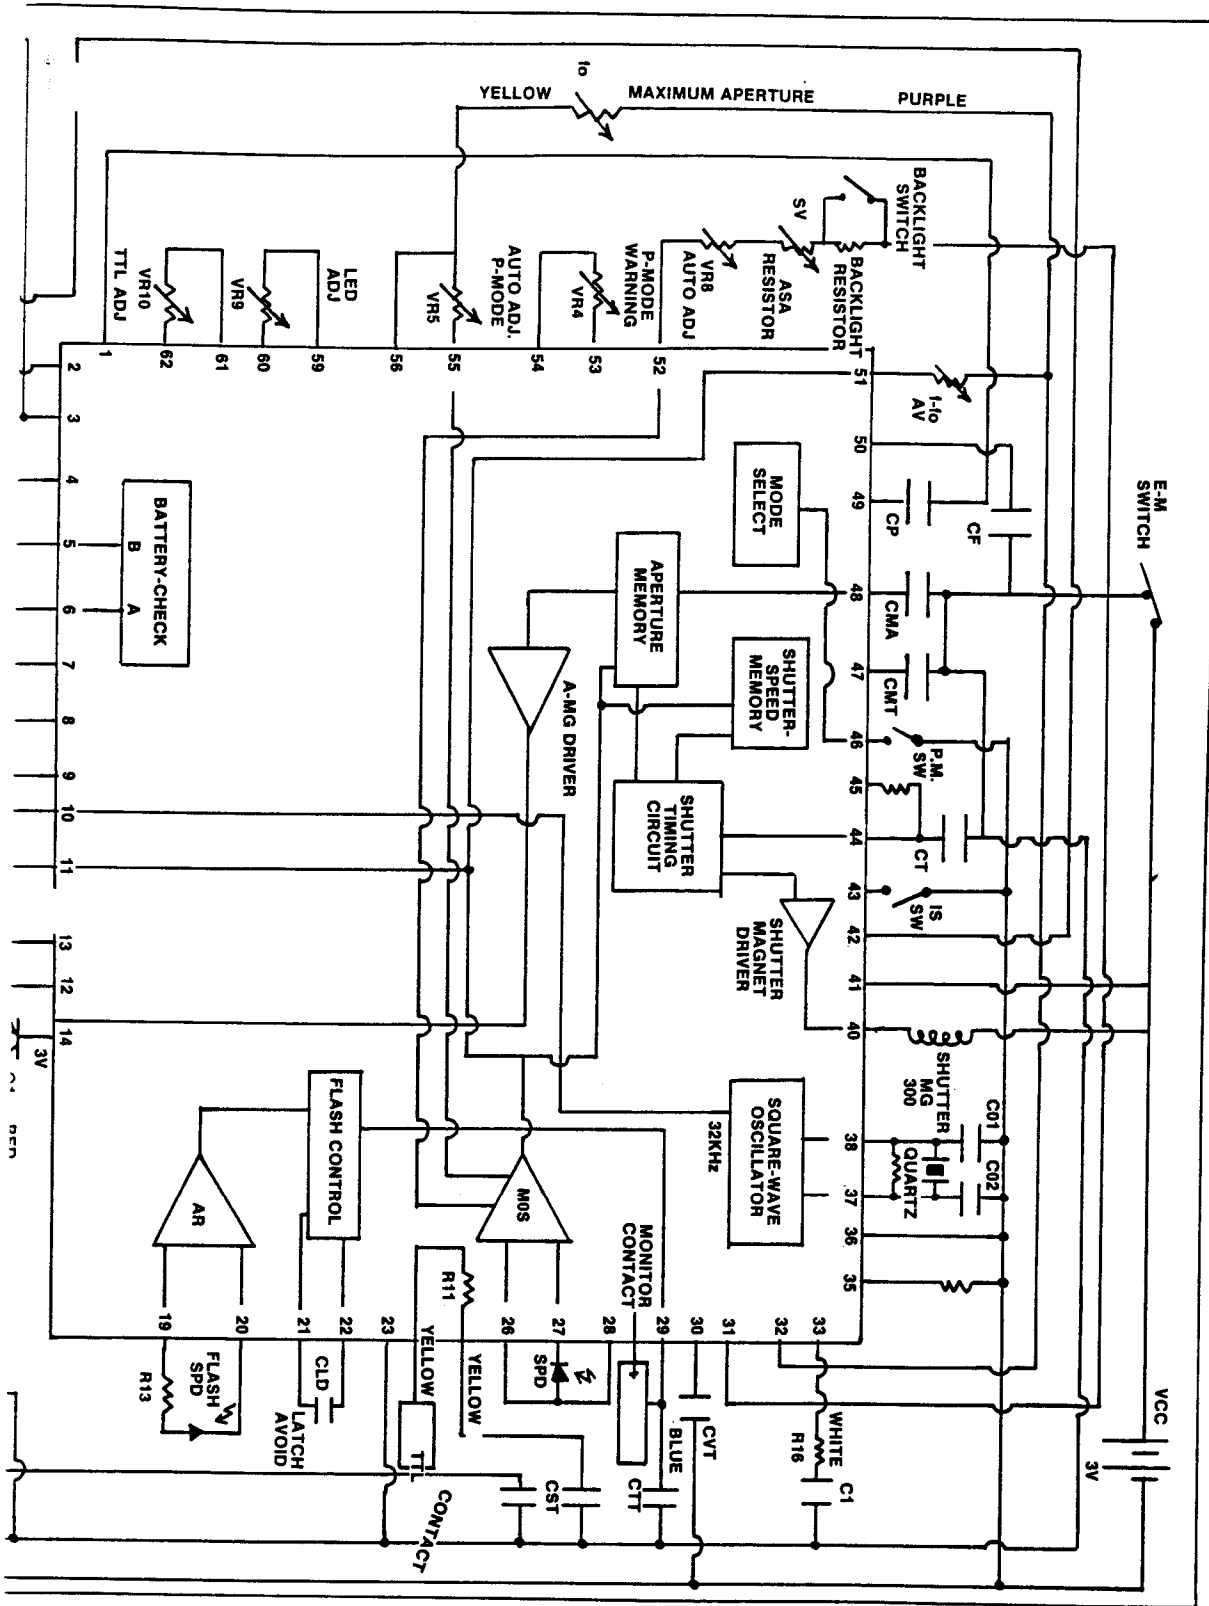 E-M
SWITCH
VCC
3V
BACKLIGHT
SWITCH
fo
YELLOW
MAXIMUM APERTURE
PURPLE
SV
BACKLIGHT
RESISTOR
ASA
RESISTOR
VR8
AUTO ADJ
P-MODE
WARNING
VR4
AUTO ADJ.
P-MODE
VR5
LED
ADJ
VR9
VR10
TTL ADJ
f-fo
AV
CF
CP
CMA
CMT
P.M.
SW
CT
IS
SW
SHUTTER
MG
300
C01
C02
QUARTZ
51
50
49
48
47
46
45
44
43
42
41
40
38
37
36
35
52
53
54
55
56
59
60
61
62
1
MODE
SELECT
APERTURE
MEMORY
SHUTTER-
SPEED
MEMORY
SHUTTER
TIMING
CIRCUIT
SHUTTER
MAGNET
DRIVER
A-MG DRIVER
SQUARE-WAVE
OSCILLATOR
32KHz
BATTERY-CHECK
B
A
FLASH CONTROL
AR
MOS
R11
MONITOR
CONTACT
2
3
4
5
6
7
8
9
10
11
13
12
14
3V
33
32
31
30
29
28
27
26
23
22
21
20
19
WHITE
R16
C1
CVT
BLUE
CTT
SPD
YELLOW
YELLOW
CST
TTL
CONTACT
CLD
LATCH
AVOID
FLASH
SPD
R13